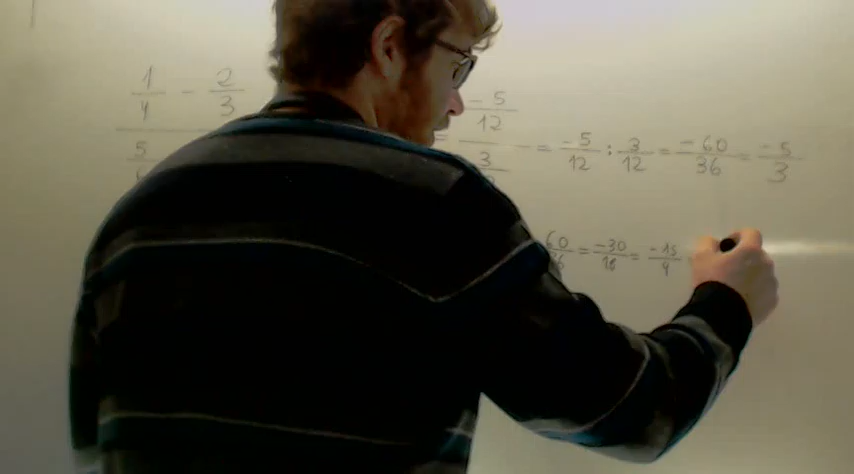 1/4 - 2/3 = -5/12 = -5/12 : 3/12 = -60/36 = -5/3
5 3
60 = -30/18 = -15/9